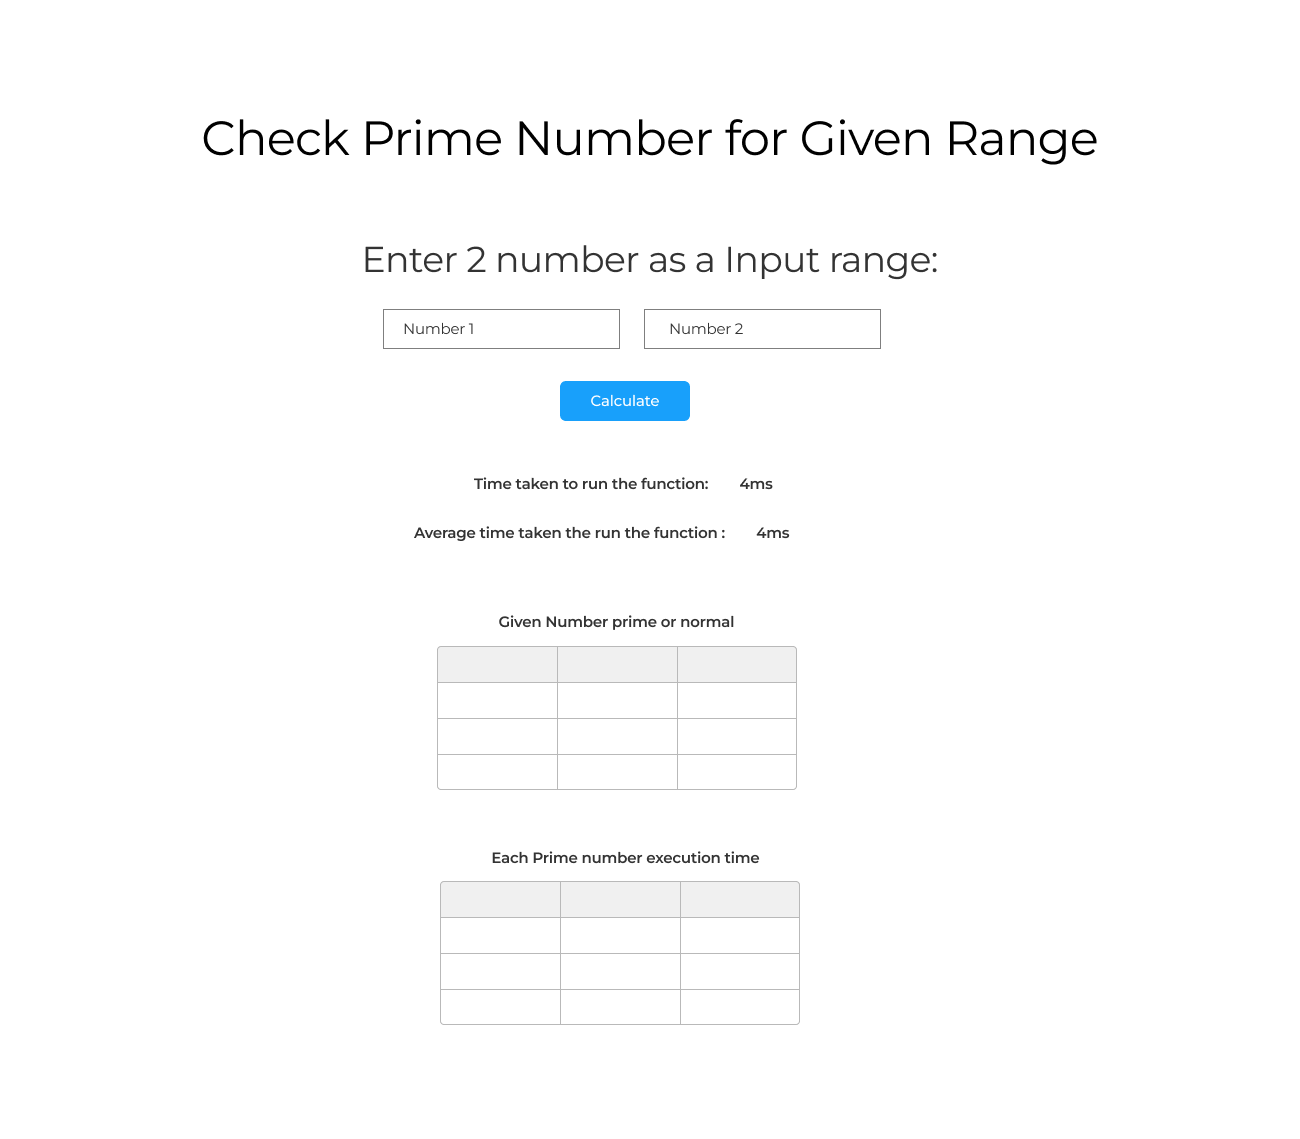 Check Prime Number for Given Range
Enter 2 number as a Input range:
Number 1
Number 2
Calculate
Time taken to run the function: 4ms
Average time taken the run the function : 4ms
Given Number prime or normal
Each Prime number execution time